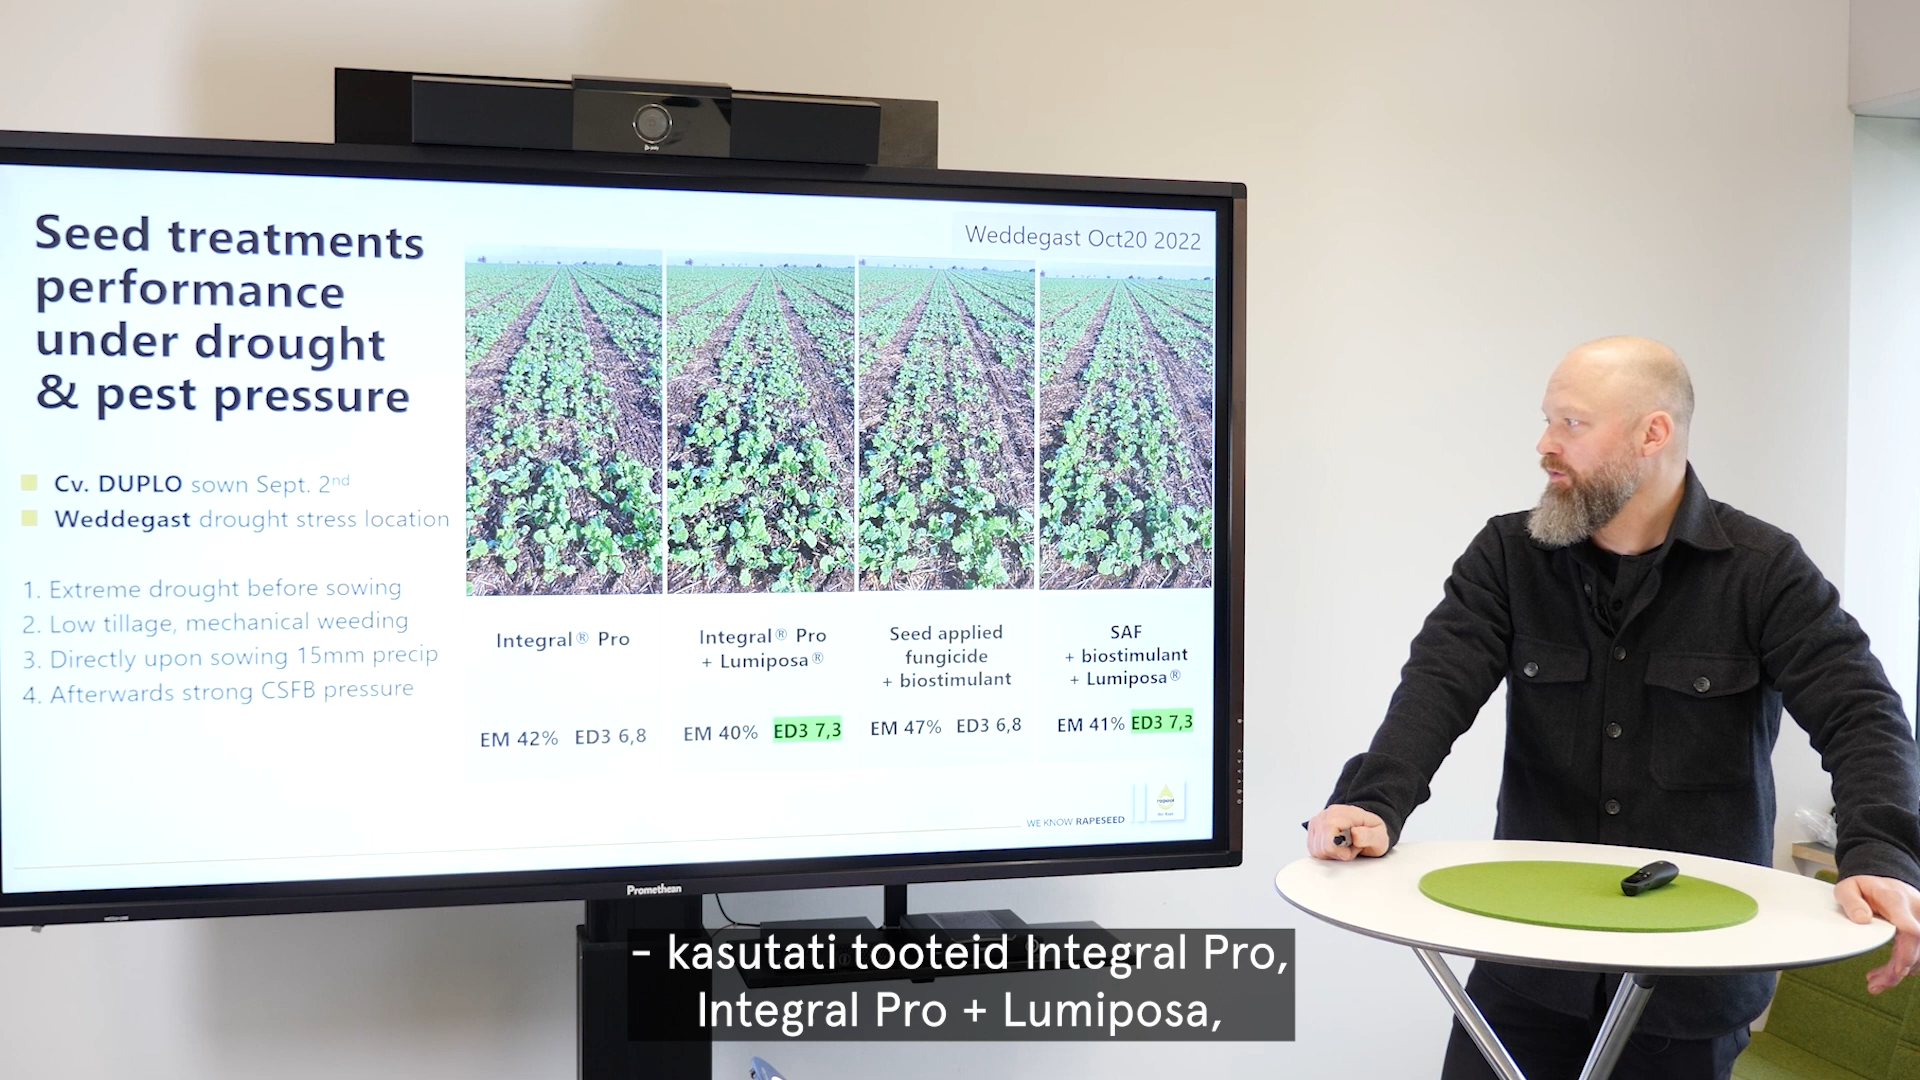 Seed treatments
performance
under drought
& pest pressure
Weddegast Oct20 2022
Cv. DUPLO sown Sept. 2nd
Weddegast drought stress location
1. Extreme drought before sowing
2. Low tillage, mechanical weeding
3. Directly upon sowing 15mm precip
4. Afterwards strong CSFB pressure
Integral® Pro
EM 42% ED3 6,8
Integral® Pro
+ Lumiposa®
EM 40% ED3 7,3
Seed applied
fungicide
+ biostimulant
EM 47% ED3 6,8
SAF
+ biostimulant
+ Lumiposa®
EM 41% ED3 7,3
WE KNOW RAPESEED
rapool
Promethean
poly
- kasutati tooteid Integral Pro,
Integral Pro + Lumiposa,